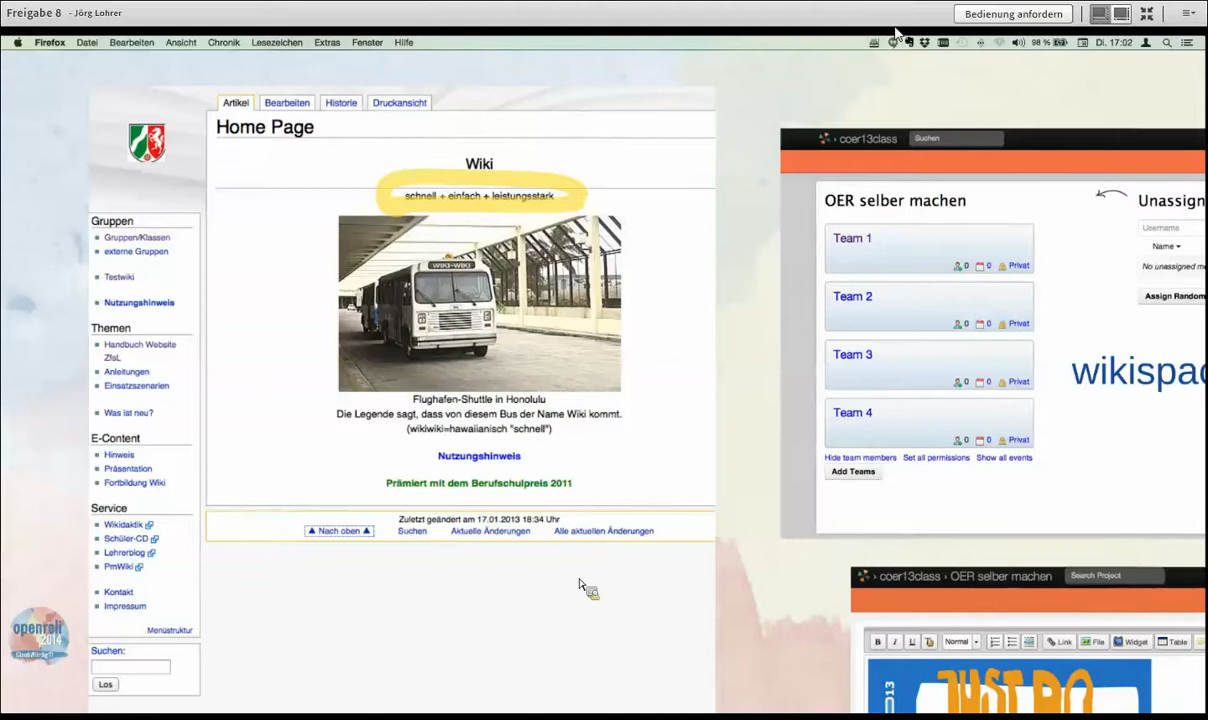 Freigabe 8 - Jörg Lohrer
Bedienung anfordern
Firefox Datei Bearbeiten Ansicht Chronik Lesezeichen Extras Fenster Hilfe
98 % Di. 17:02
Artikel Bearbeiten Historie Druckansicht
Home Page
Wiki
schnell + einfach + leistungsstark
WIKI-WIKI
Flughafen-Shuttle in Honolulu
Die Legende sagt, dass von diesem Bus der Name Wiki kommt.
(wikiwiki=hawaiianisch "schnell")
Nutzungshinweis
Prämiert mit dem Berufschulpreis 2011
Zuletzt geändert am 17.01.2013 18:34 Uhr
▲ Nach oben ▲ Suchen Aktuelle Änderungen Alle aktuellen Änderungen
Gruppen
Gruppen/Klassen
externe Gruppen
Testwiki
Nutzungshinweis
Themen
Handbuch Website
ZfsL
Anleitungen
Einsatzszenarien
Was ist neu?
E-Content
Hinweis
Präsentation
Fortbildung Wiki
Service
Wikidaktik
Schüler-CD
Lehrerblog
PmWiki
Kontakt
Impressum
Menüstruktur
Suchen:
Los
openreli
2014
coer13class Suchen
OER selber machen
Team 1
0 0 Privat
Team 2
0 0 Privat
Team 3
0 0 Privat
Team 4
0 0 Privat
Hide team members Set all permissions Show all events
Add Teams
Unassign
Username
Name
No unassigned m
Assign Random
wikispac
› coer13class › OER selber machen Search Project
B I U Normal Link File Widget Table
JUST DO